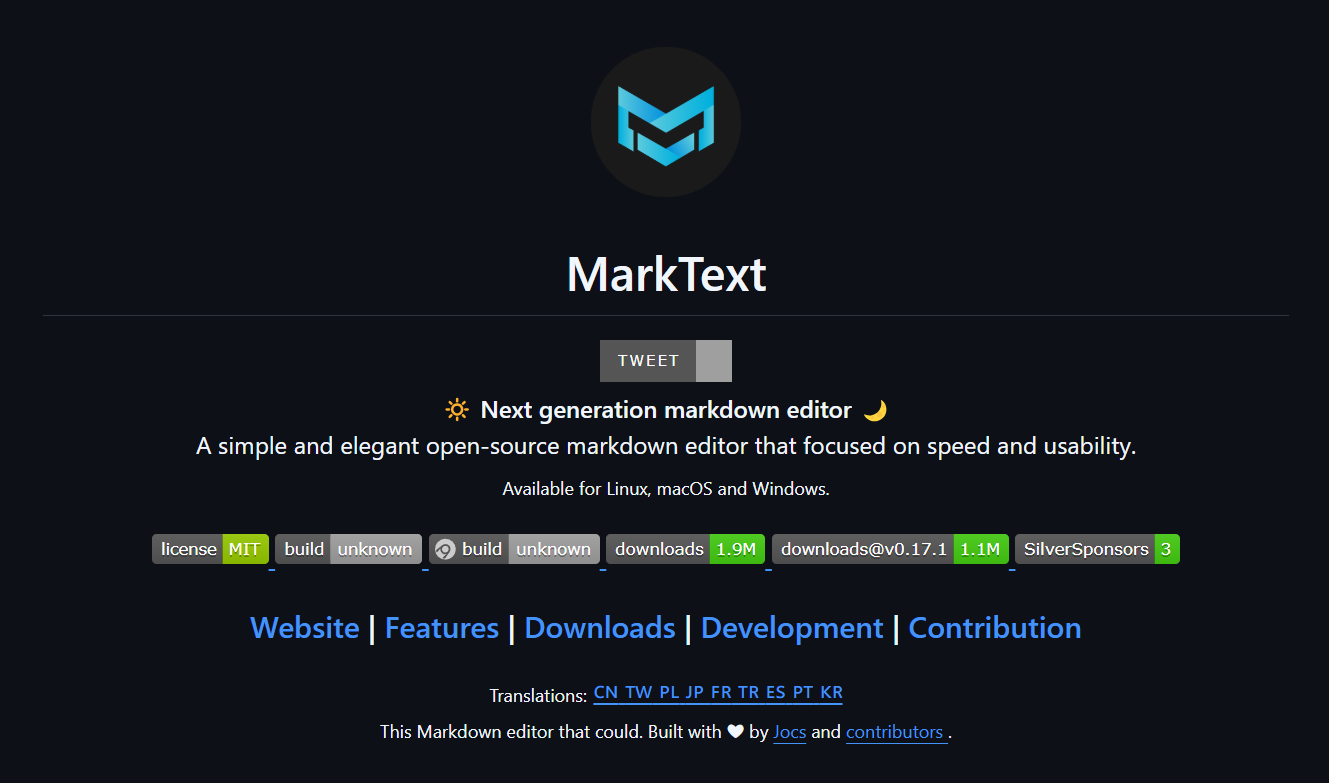 MarkText
TWEET
Next generation markdown editor
A simple and elegant open-source markdown editor that focused on speed and usability.
Available for Linux, macOS and Windows.
license MIT build unknown build unknown downloads 1.9M downloads@v0.17.1 1.1M SilverSponsors 3
Website | Features | Downloads | Development | Contribution
Translations: CN TW PL JP FR TR ES PT KR
This Markdown editor that could. Built with ❤ by Jocs and contributors .